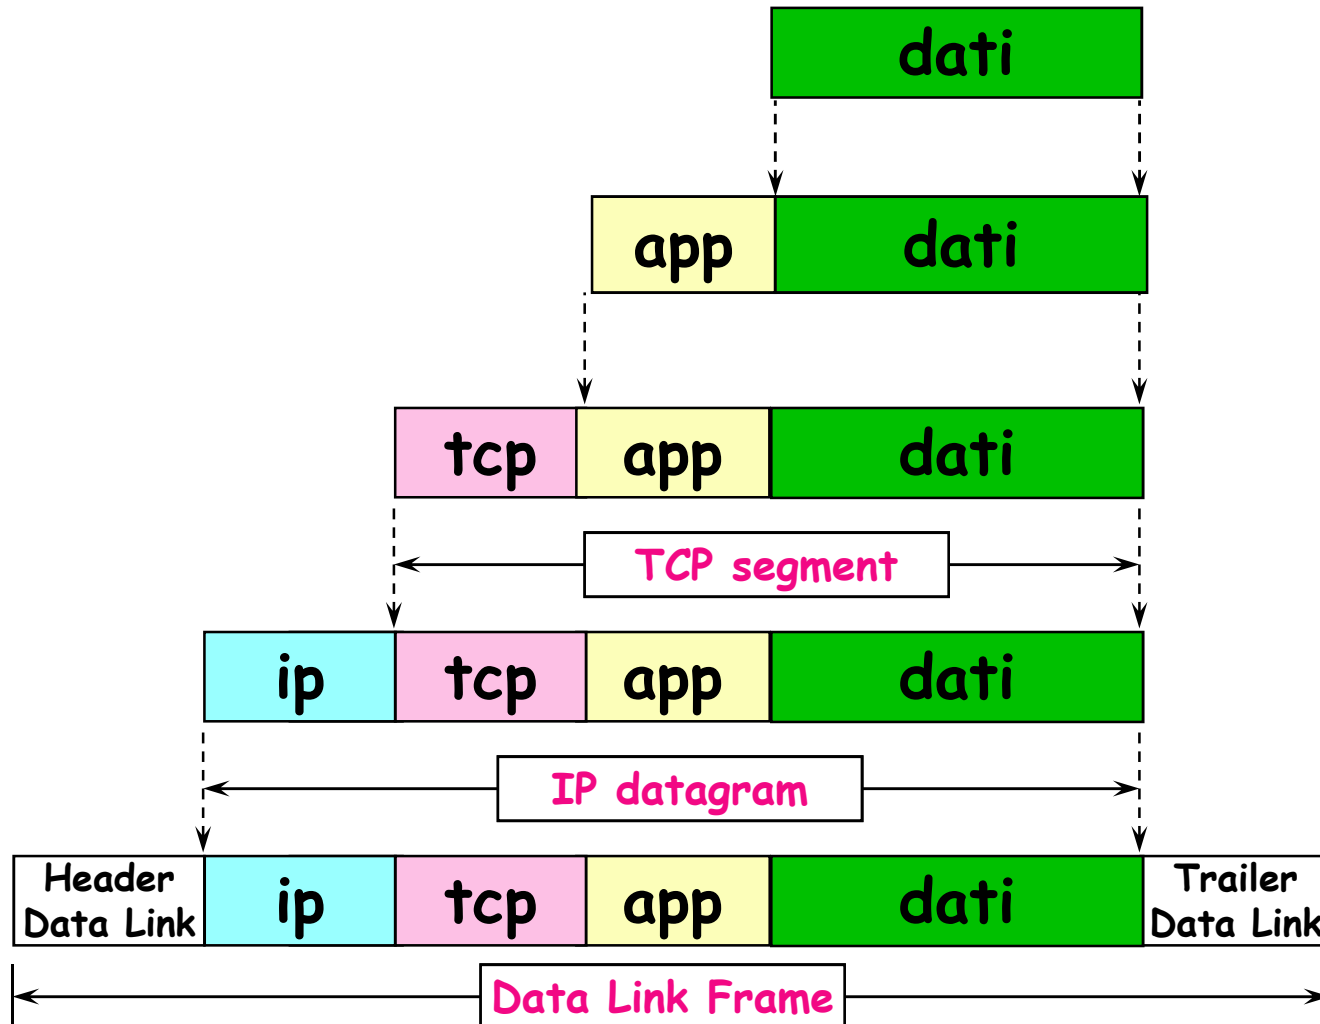 dati
app dati
tcp app dati
TCP segment
ip tcp app dati
IP datagram
Header
Data Link
ip tcp app dati
Trailer
Data Link
Data Link Frame